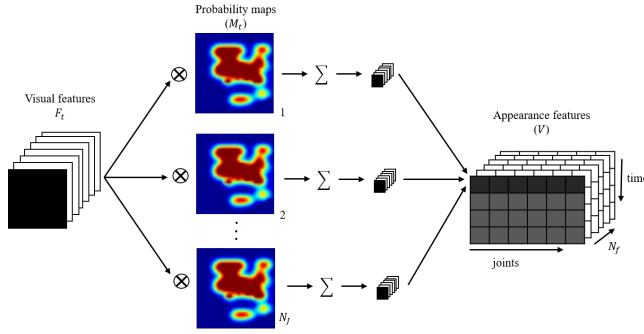 Probability maps
(M_t)
Visual features
F_t
⊗
∑
1
⊗
∑
2
⋮
⊗
∑
N_J
Appearance features
(V)
time
N_f
joints